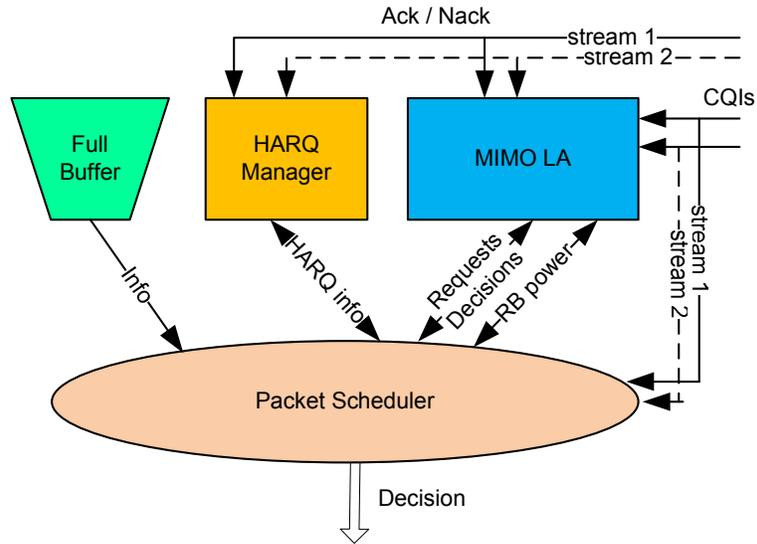 Ack / Nack
stream 1
stream 2
CQIs
Full
Buffer
HARQ
Manager
MIMO LA
stream 1
stream 2
Info
HARQ info
Requests
Decisions
RB power
Packet Scheduler
Decision